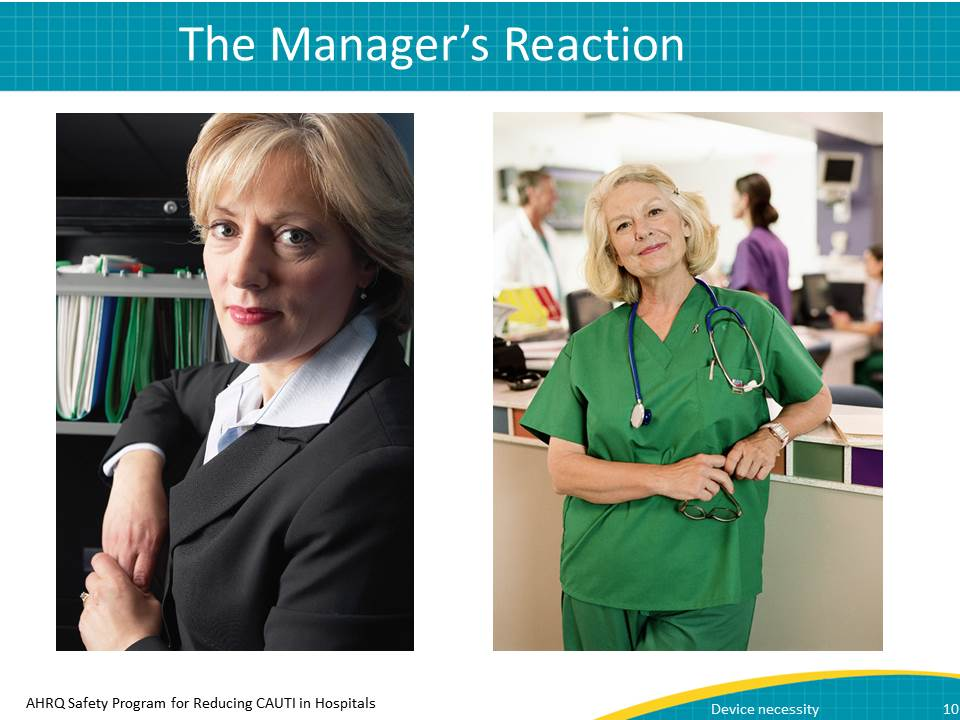 The Manager’s Reaction
AHRQ Safety Program for Reducing CAUTI in Hospitals
Device necessity
10